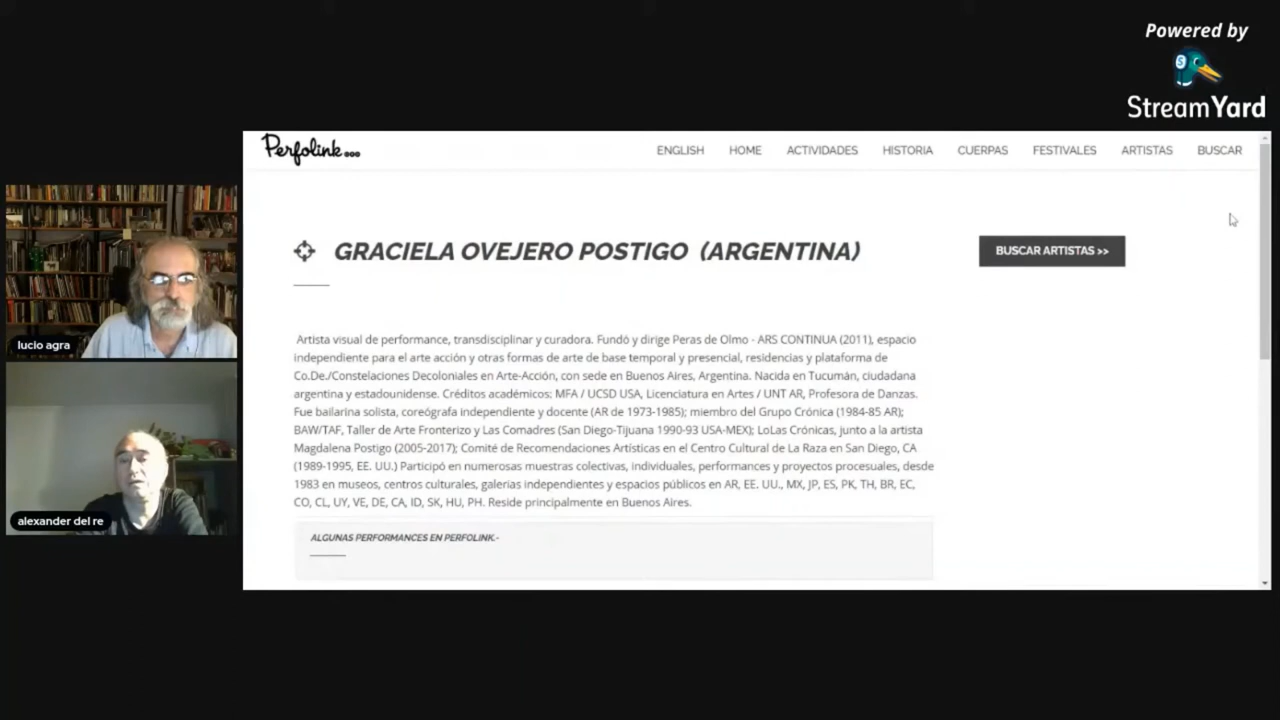 Powered by
StreamYard
Perfolink...
ENGLISH HOME ACTIVIDADES HISTORIA CUERPAS FESTIVALES ARTISTAS BUSCAR
GRACIELA OVEJERO POSTIGO (ARGENTINA)
BUSCAR ARTISTAS >>
Artista visual de performance, transdisciplinar y curadora. Fundó y dirige Peras de Olmo - ARS CONTINUA (2011), espacio
independiente para el arte acción y otras formas de arte de base temporal y presencial, residencias y plataforma de
Co.De./Constelaciones Decoloniales en Arte-Acción, con sede en Buenos Aires, Argentina. Nacida en Tucumán, ciudadana
argentina y estadounidense. Créditos académicos: MFA / UCSD USA, Licenciatura en Artes / UNT AR, Profesora de Danzas.
Fue bailarina solista, coreógrafa independiente y docente (AR de 1973-1985); miembro del Grupo Crónica (1984-85 AR);
BAW/TAF, Taller de Arte Fronterizo y Las Comadres (San Diego-Tijuana 1990-93 USA-MEX); LoLas Crónicas, junto a la artista
Magdalena Postigo (2005-2017); Comité de Recomendaciones Artísticas en el Centro Cultural de La Raza en San Diego, CA
(1989-1995, EE. UU.) Participó en numerosas muestras colectivas, individuales, performances y proyectos procesuales, desde
1983 en museos, centros culturales, galerías independientes y espacios públicos en AR, EE. UU., MX, JP, ES, PK, TH, BR, EC,
CO, CL, UY, VE, DE, CA, ID, SK, HU, PH. Reside principalmente en Buenos Aires.
ALGUNAS PERFORMANCES EN PERFOLINK.-
lucio agra
alexander del re